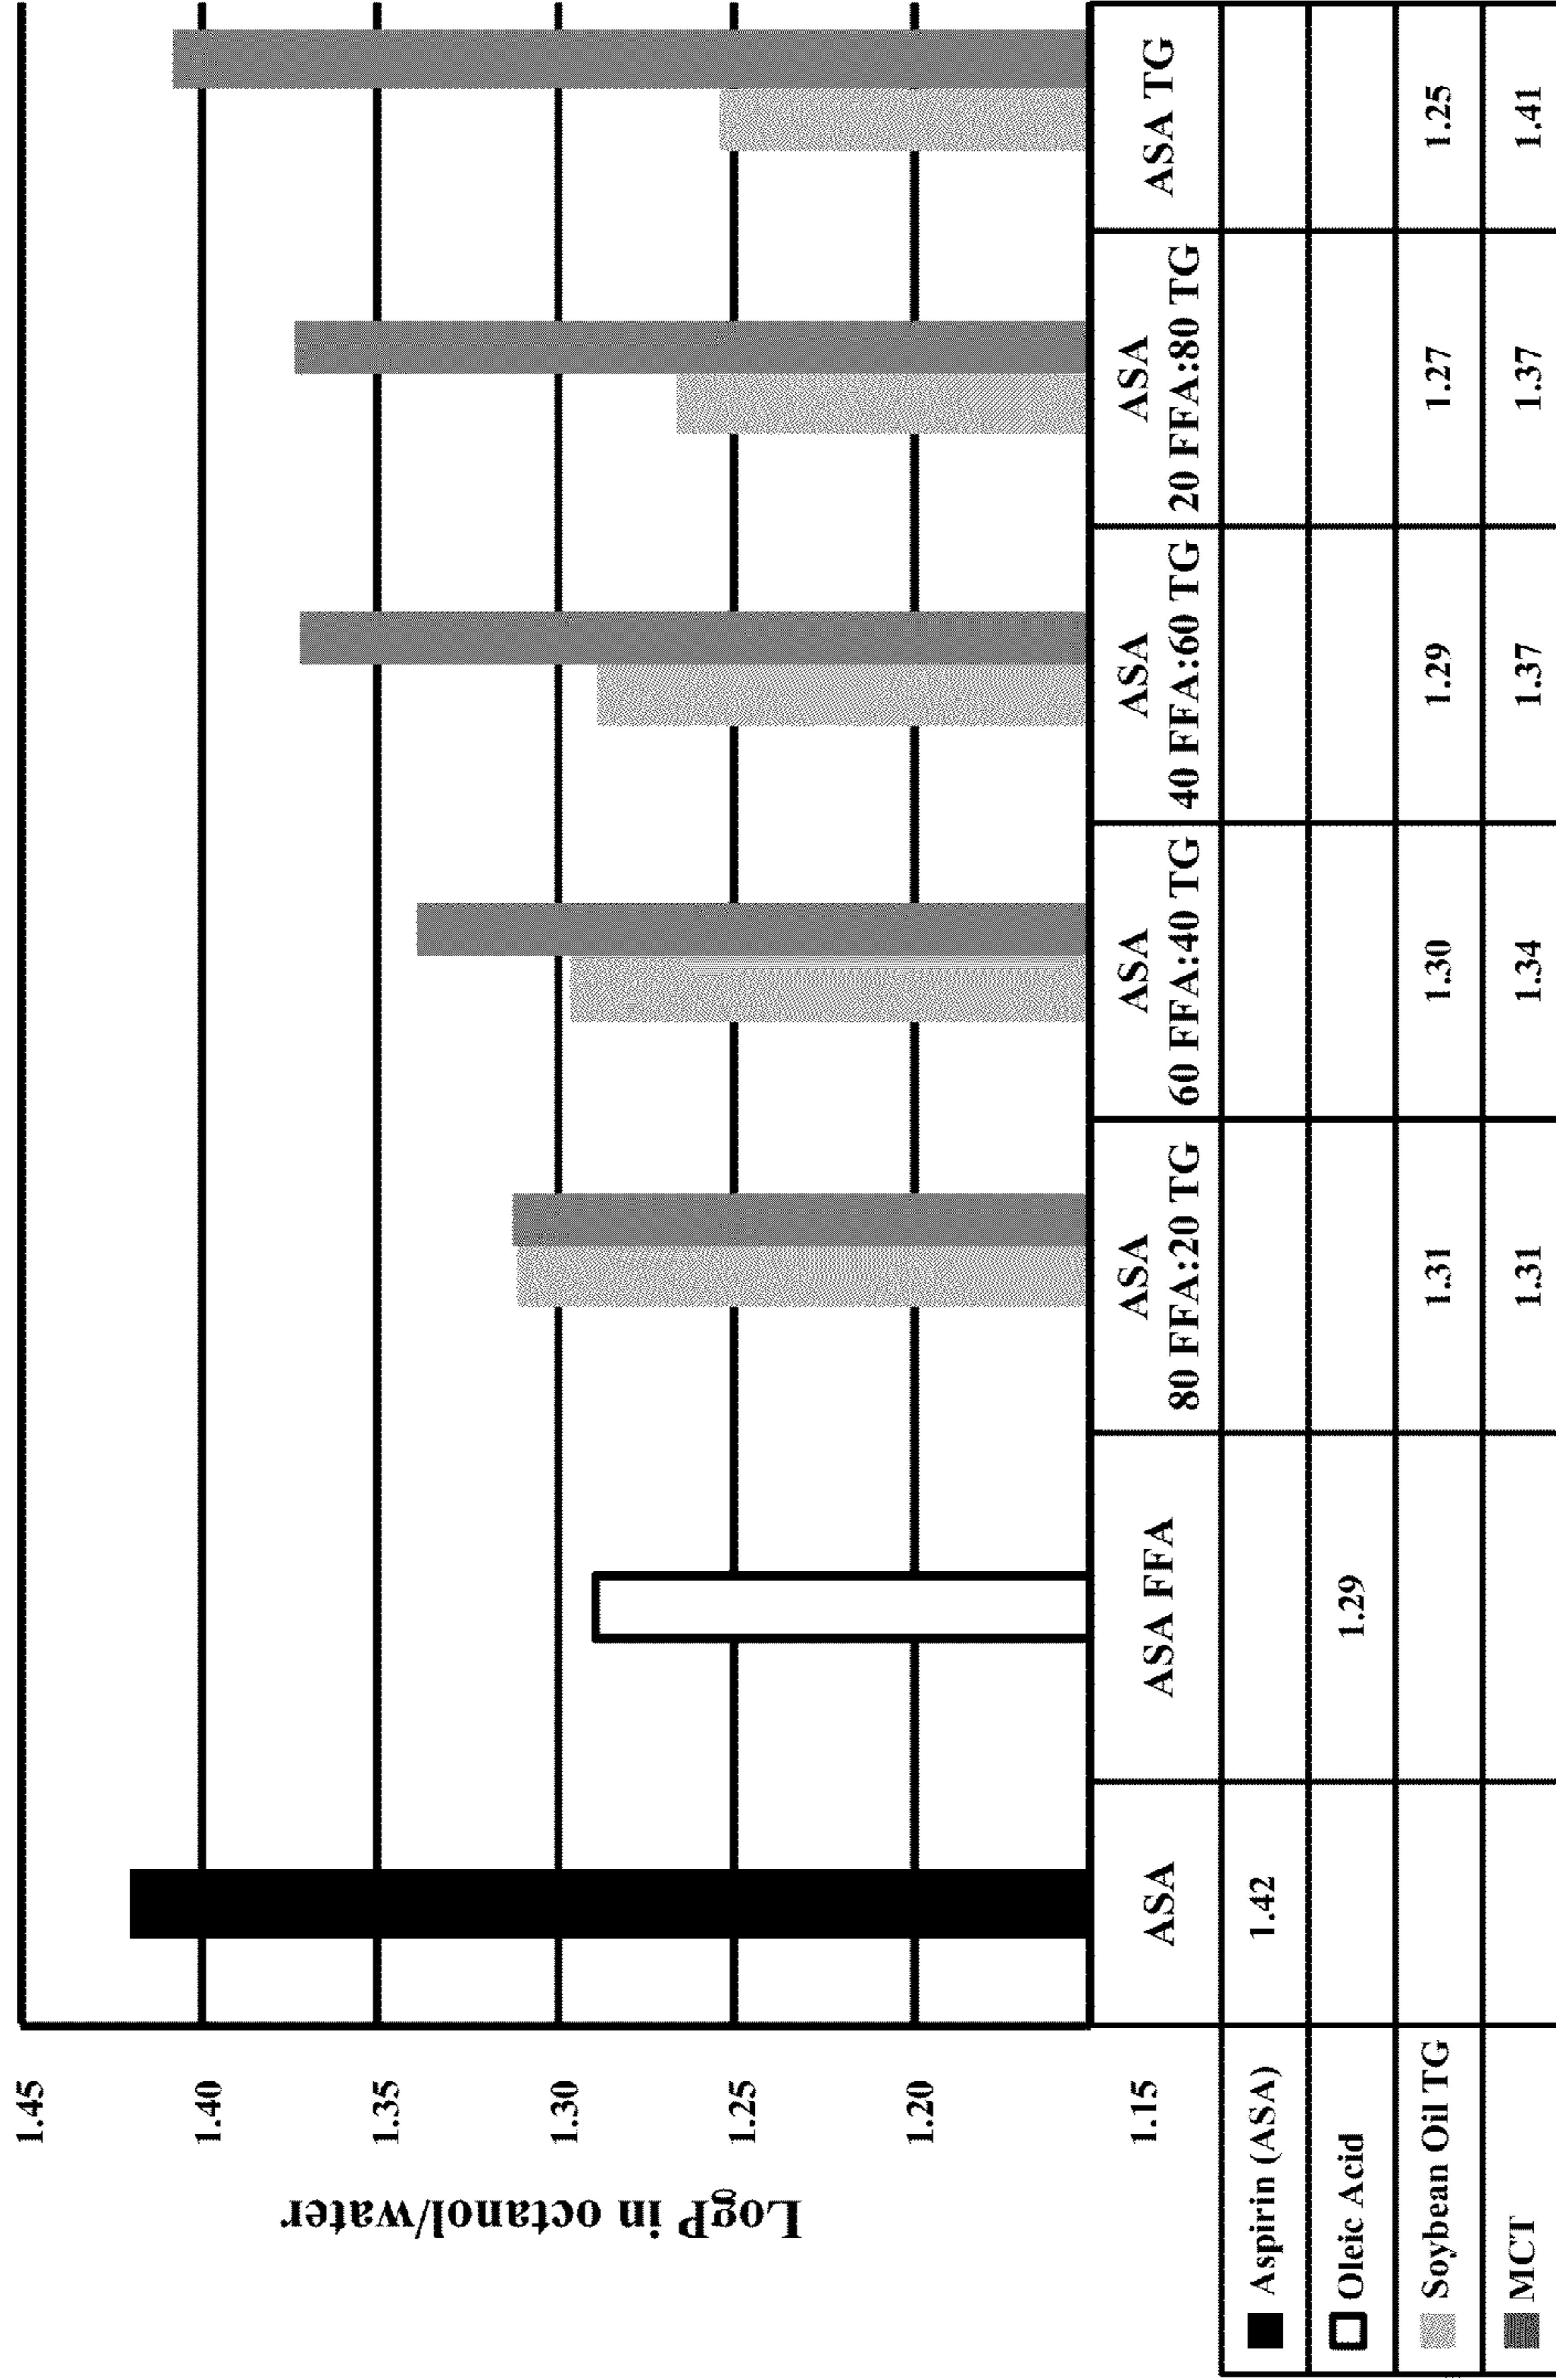 LogP in octanol/water
1.45
1.40
1.35
1.30
1.25
1.20
1.15
ASA
ASA FFA
ASA
80 FFA:20 TG
ASA
60 FFA:40 TG
ASA
40 FFA:60 TG
ASA
20 FFA:80 TG
ASA TG
Aspirin (ASA) 1.42
Oleic Acid 1.29
Soybean Oil TG 1.31 1.30 1.29 1.27 1.25
MCT 1.31 1.34 1.37 1.37 1.41